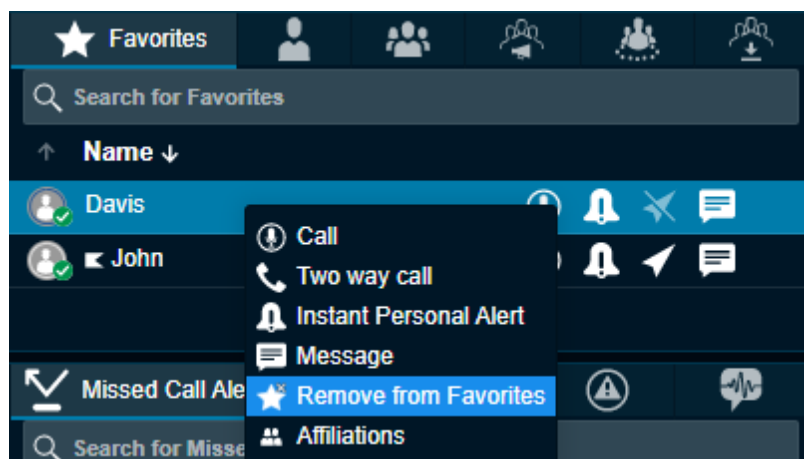 Favorites
Search for Favorites
Name
Davis
John
Call
Two way call
Instant Personal Alert
Message
Remove from Favorites
Affiliations
Missed Call Ale
Search for Misse